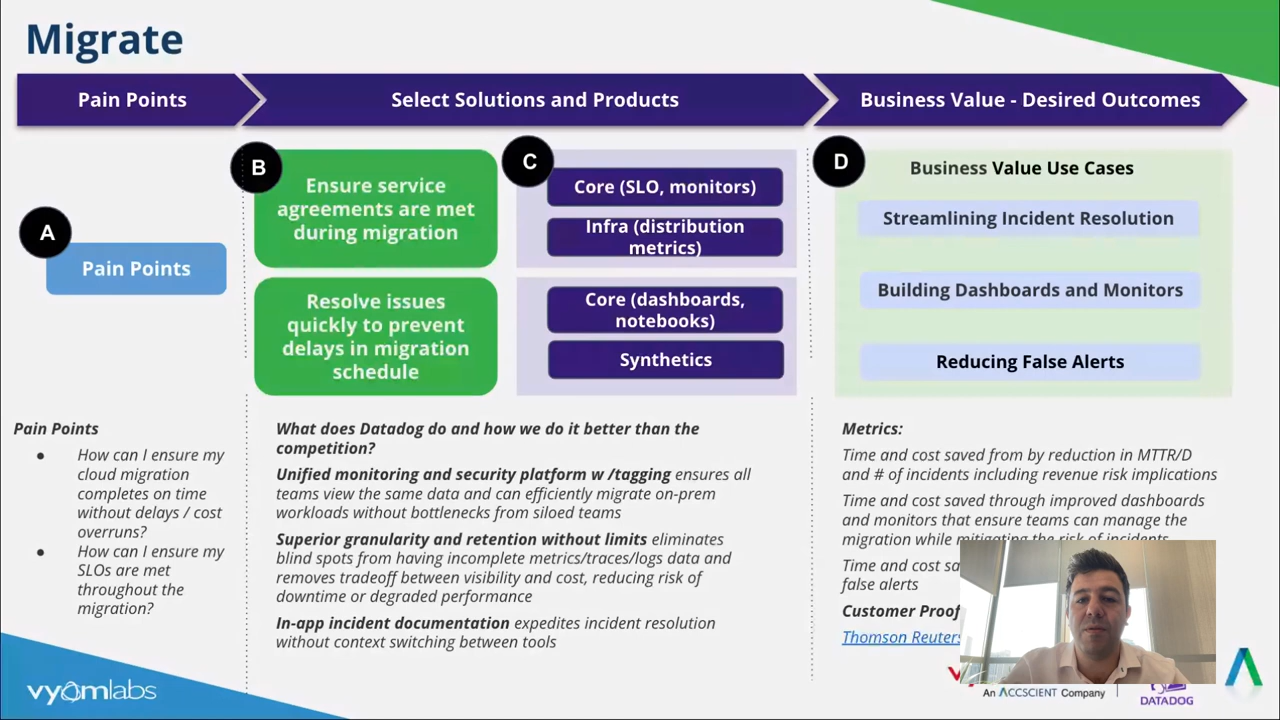 Migrate
Pain Points
Select Solutions and Products
Business Value - Desired Outcomes
A
Pain Points
B
Ensure service
agreements are met
during migration
Resolve issues
quickly to prevent
delays in migration
schedule
C
Core (SLO, monitors)
Infra (distribution
metrics)
Core (dashboards,
notebooks)
Synthetics
D
Business Value Use Cases
Streamlining Incident Resolution
Building Dashboards and Monitors
Reducing False Alerts
Pain Points
● How can I ensure my
cloud migration
completes on time
without delays / cost
overruns?
● How can I ensure my
SLOs are met
throughout the
migration?
What does Datadog do and how we do it better than the
competition?
Unified monitoring and security platform w /tagging ensures all
teams view the same data and can efficiently migrate on-prem
workloads without bottlenecks from siloed teams
Superior granularity and retention without limits eliminates
blind spots from having incomplete metrics/traces/logs data and
removes tradeoff between visibility and cost, reducing risk of
downtime or degraded performance
In-app incident documentation expedites incident resolution
without context switching between tools
Metrics:
Time and cost saved from by reduction in MTTR/D
and # of incidents including revenue risk implications
Time and cost saved through improved dashboards
and monitors that ensure teams can manage the
migration while mitigating the risk of incidents
Time and cost
false alerts
Customer Proof
Thomson Reuters
vyomlabs
An ACCSCIENT Company
DATADOG